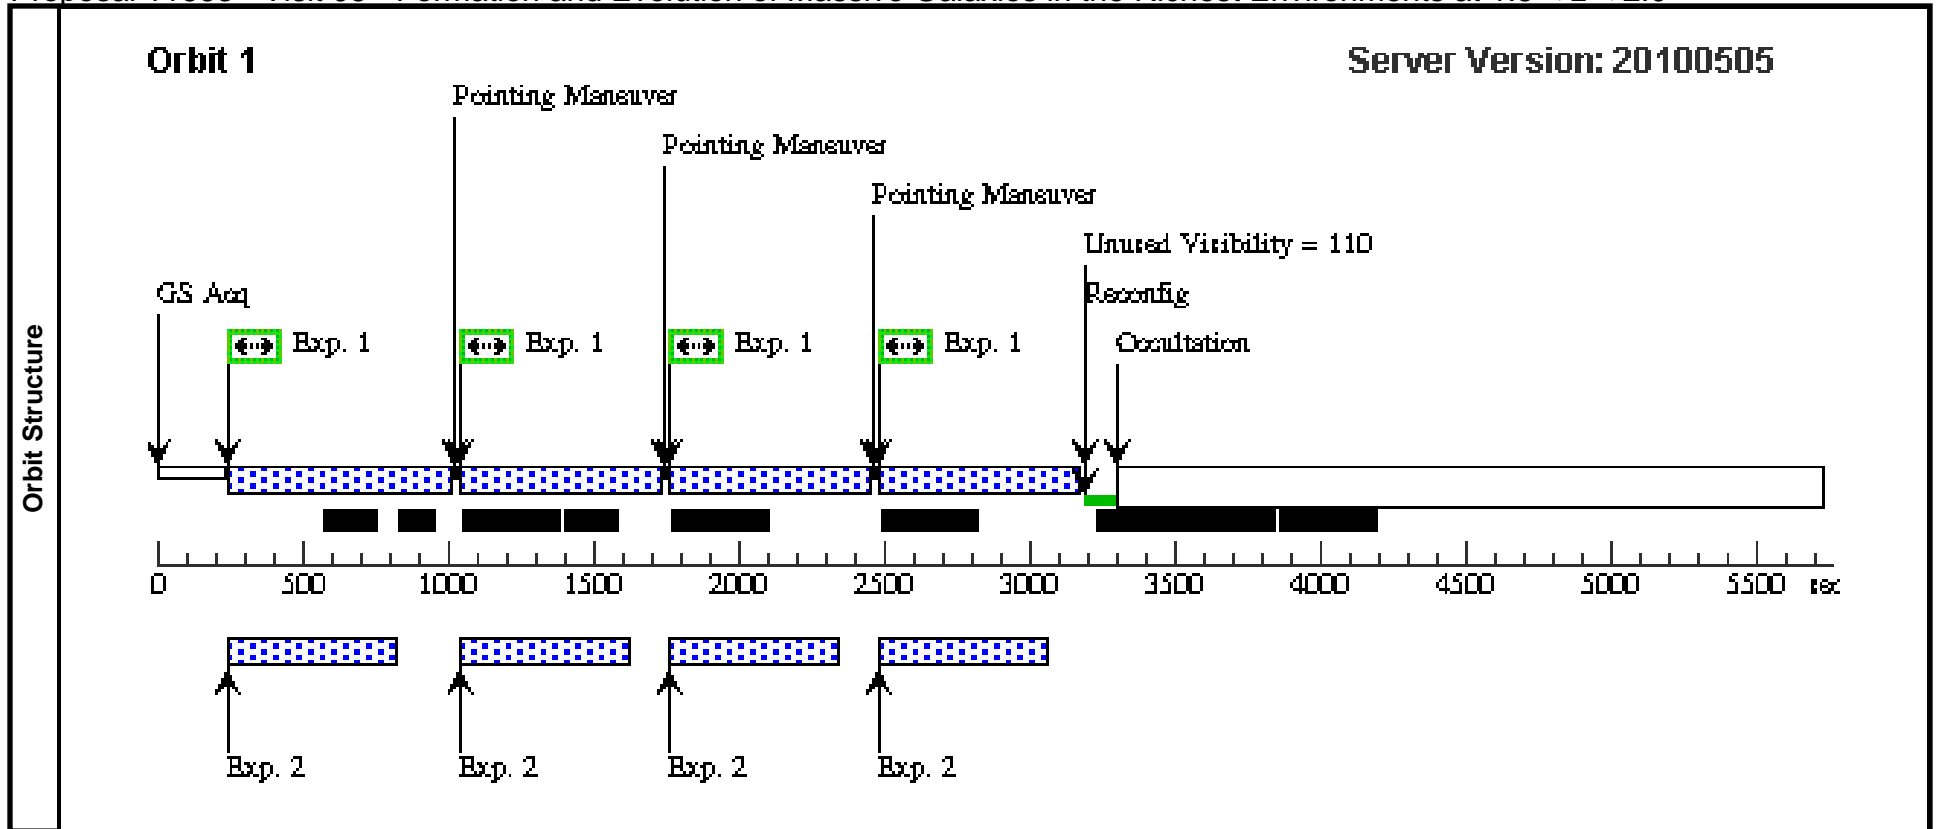 Orbit 1
Server Version: 20100505
Pointing Maneuver
Pointing Maneuver
Pointing Maneuver
Unused Visibility = 110
GS Acq
Reconfig
Exp. 1
Exp. 1
Exp. 1
Exp. 1
Occultation
Orbit Structure
0 500 1000 1500 2000 2500 3000 3500 4000 4500 5000 5500 sec
Exp. 2
Exp. 2
Exp. 2
Exp. 2